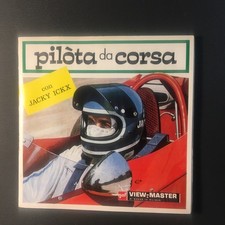 pilòta da corsa
con
JACKY ICKX
VIEW-MASTER